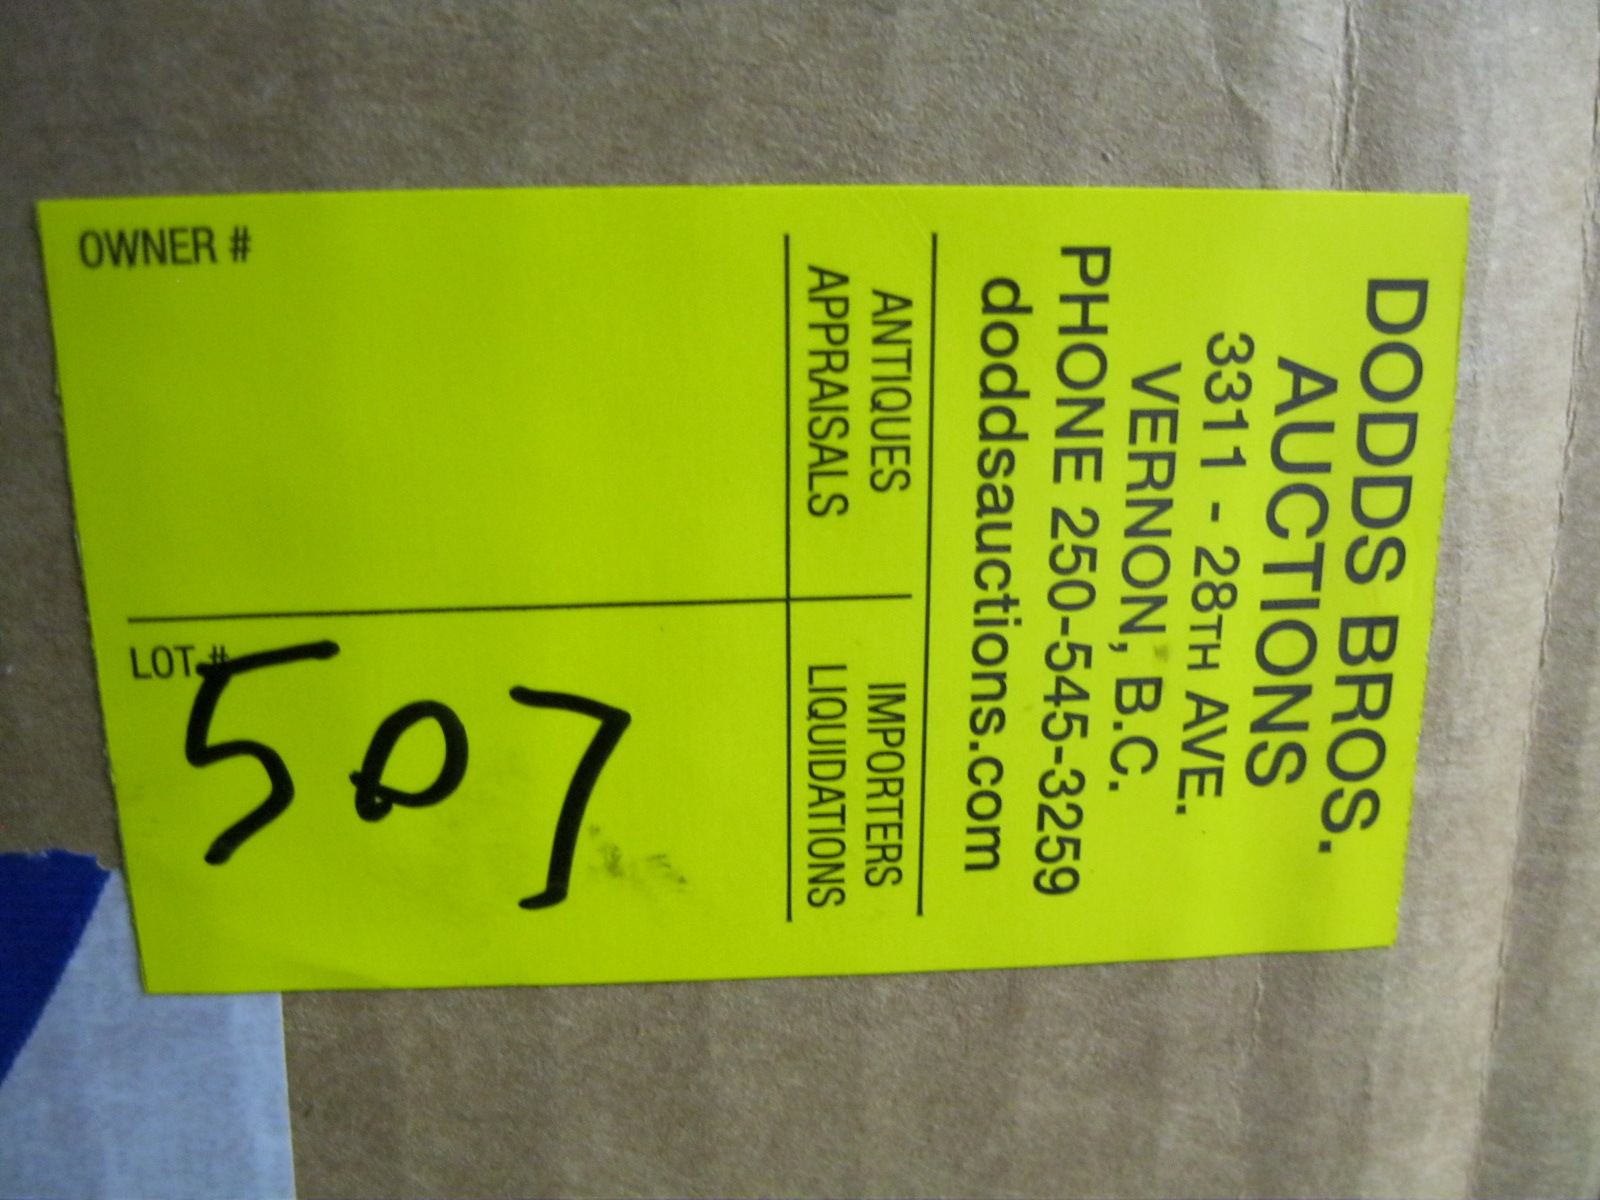 DODDS BROS.
AUCTIONS
3311 - 28TH AVE.
VERNON, B.C.
PHONE 250-545-3259
doddsauctions.com
ANTIQUES
APPRAISALS
IMPORTERS
LIQUIDATIONS
OWNER #
LOT #
507